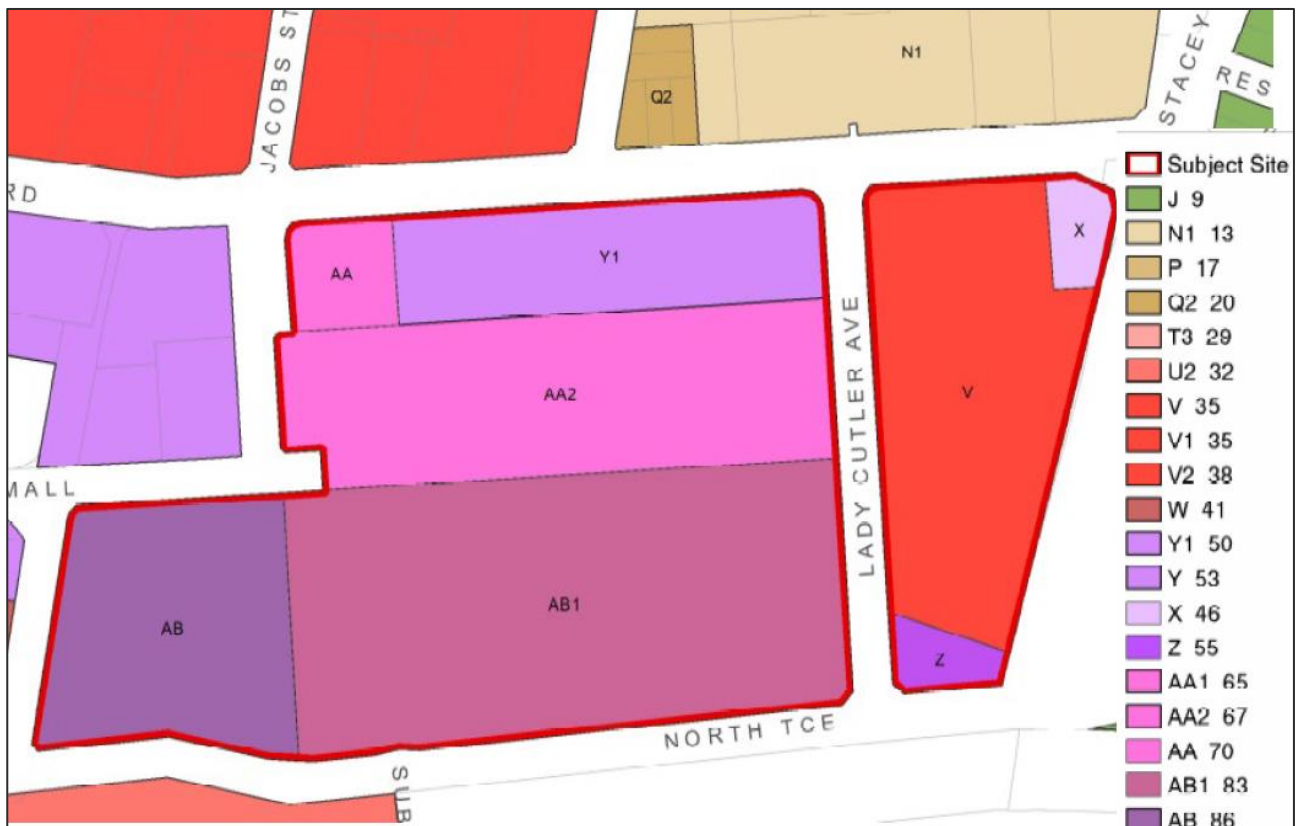 JACOBS ST
Q2
N1
STACEY
RES
RD
AA
Y1
X
AA2
V
LADY CUTLER AVE
MALL
AB
AB1
Z
NORTH TCE
SUB
Subject Site
J 9
N1 13
P 17
Q2 20
T3 29
U2 32
V 35
V1 35
V2 38
W 41
Y1 50
Y 53
X 46
Z 55
AA1 65
AA2 67
AA 70
AB1 83
AB 86